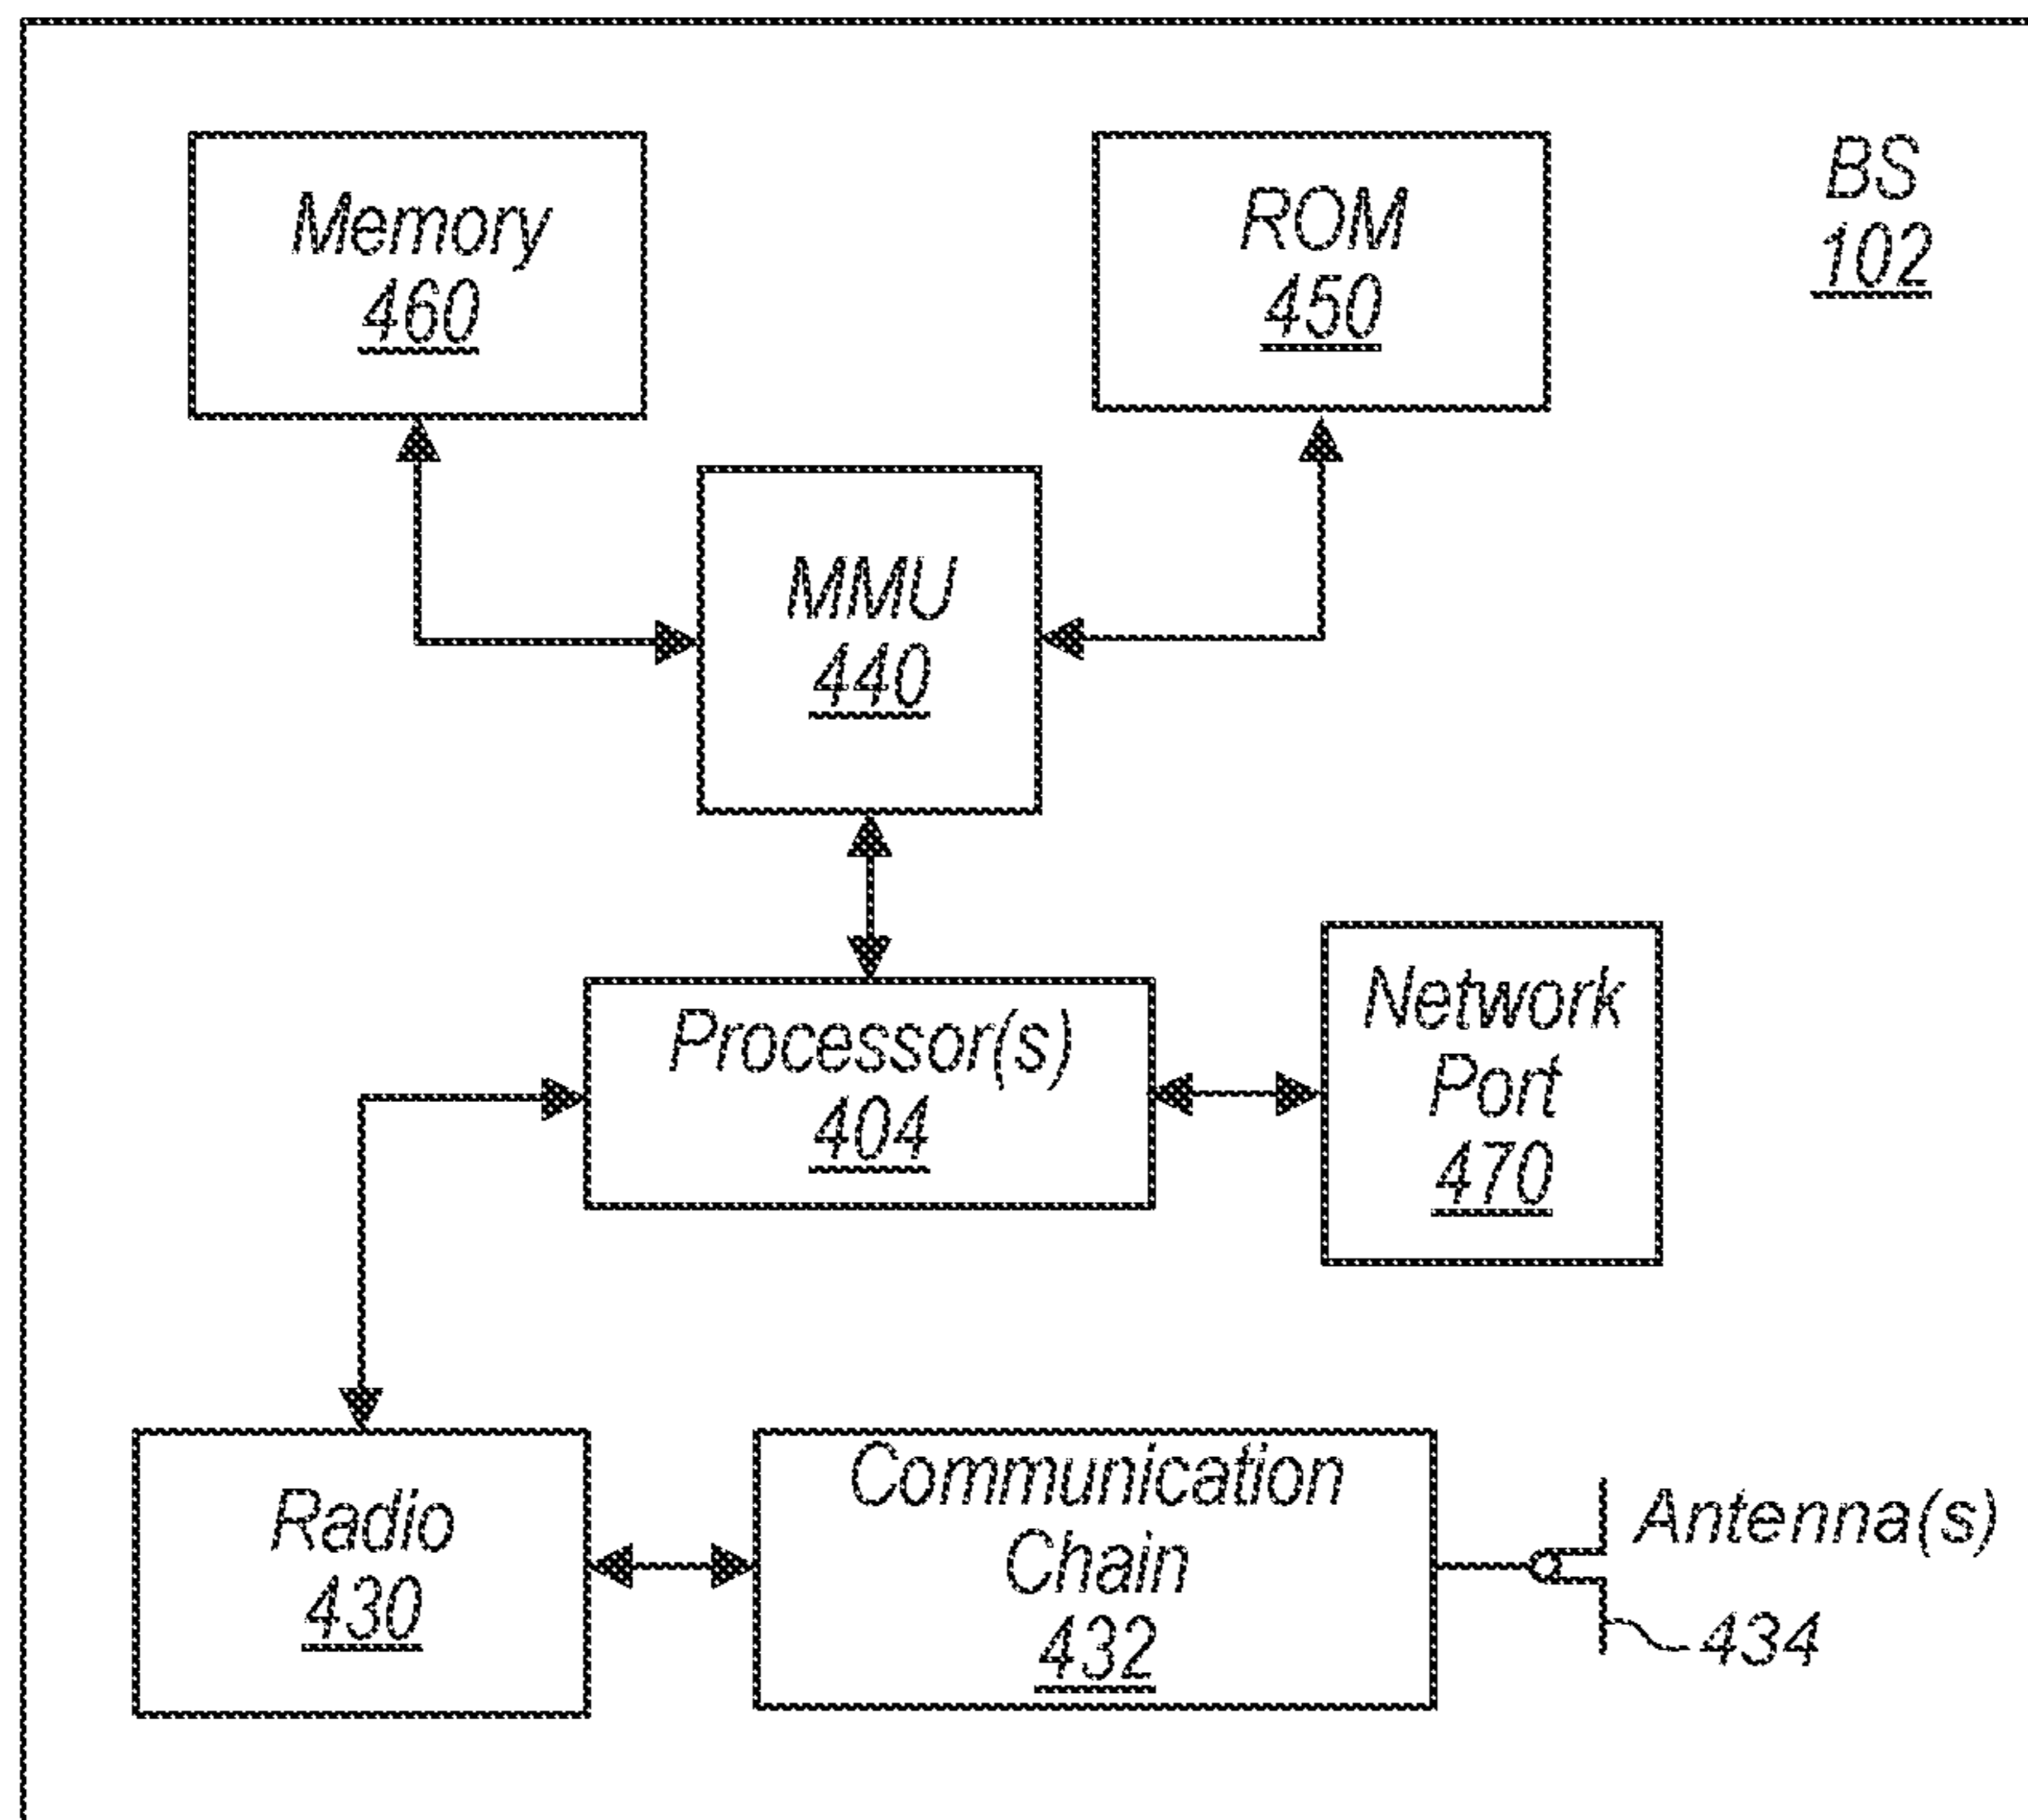 Memory
460
ROM
450
BS
102
MMU
440
Processor(s)
404
Network
Port
470
Radio
430
Communication
Chain
432
Antenna(s)
434